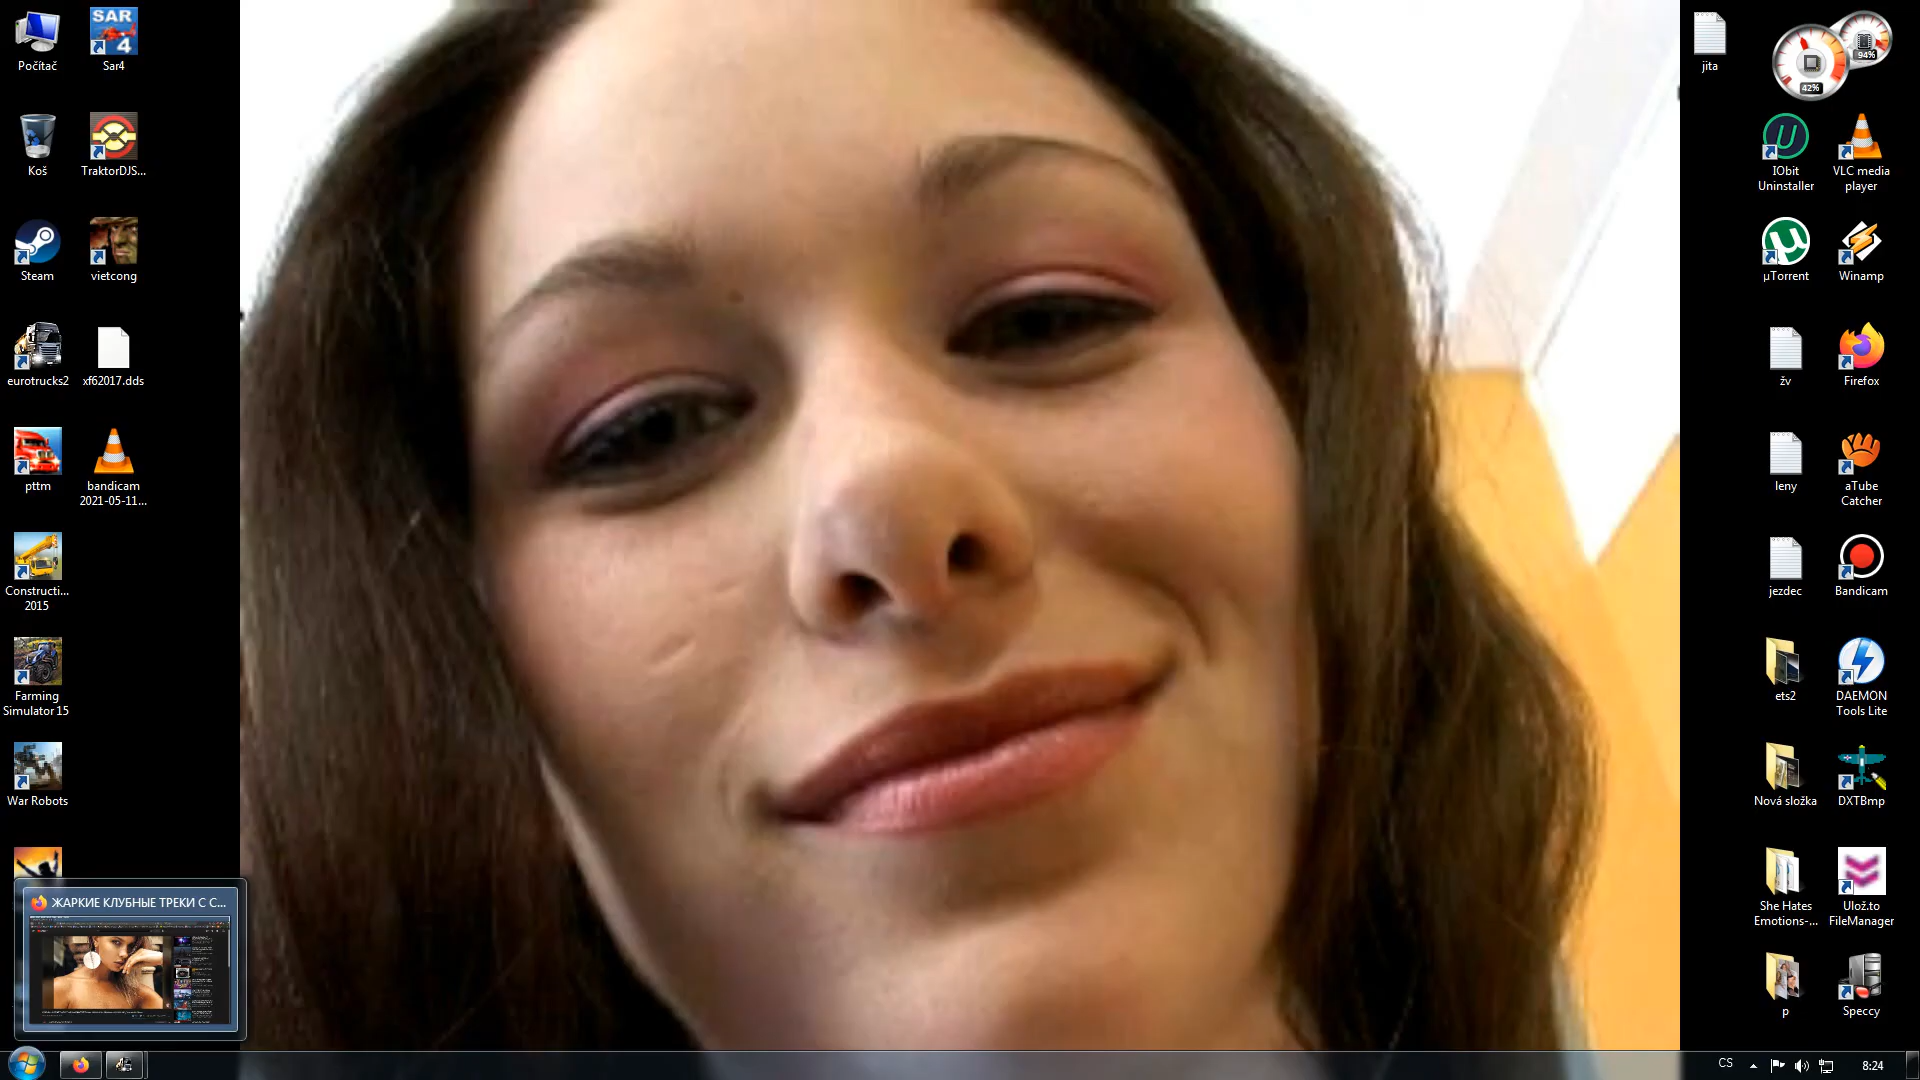 Počítač
SAR
4
Sar4
Koš
TraktorDJS...
Steam
vietcong
eurotrucks2
xf62017.dds
pttm
bandicam
2021-05-11...
Constructi...
2015
Farming
Simulator 15
War Robots
ЖАРКИЕ КЛУБНЫЕ ТРЕКИ С С...
jita
94%
42%
IObit
Uninstaller
VLC media
player
µTorrent
Winamp
žv
Firefox
leny
aTube
Catcher
jezdec
Bandicam
ets2
DAEMON
Tools Lite
Nová složka
DXTBmp
She Hates
Emotions-...
Ulož.to
FileManager
p
Speccy
CS
8:24